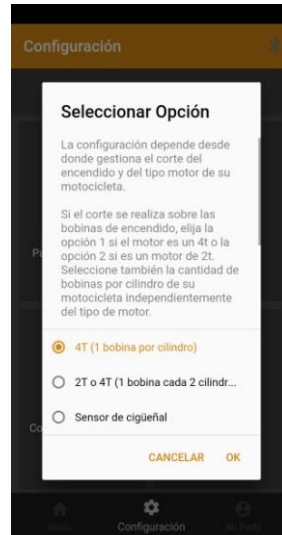 Configuración
Seleccionar Opción
La configuración depende desde
donde gestiona el corte del
encendido y del tipo motor de su
motocicleta.
Si el corte se realiza sobre las
bobinas de encendido, elija la
opción 1 si el motor es un 4t o la
opción 2 si es un motor de 2t.
Seleccione también la cantidad de
bobinas por cilindro de su
motocicleta independientemente
del tipo de motor.
4T (1 bobina por cilindro)
2T o 4T (1 bobina cada 2 cilindr...
Sensor de cigüeñal
CANCELAR OK
Inicio Configuración Mi Perfil